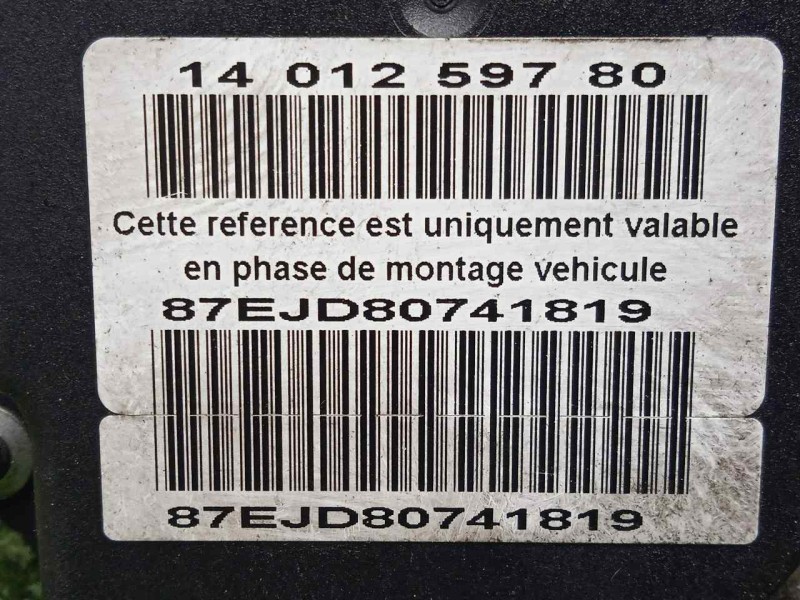 14 012 597 80
Cette reference est uniquement valable
en phase de montage vehicule
87EJD80741819
87EJD80741819